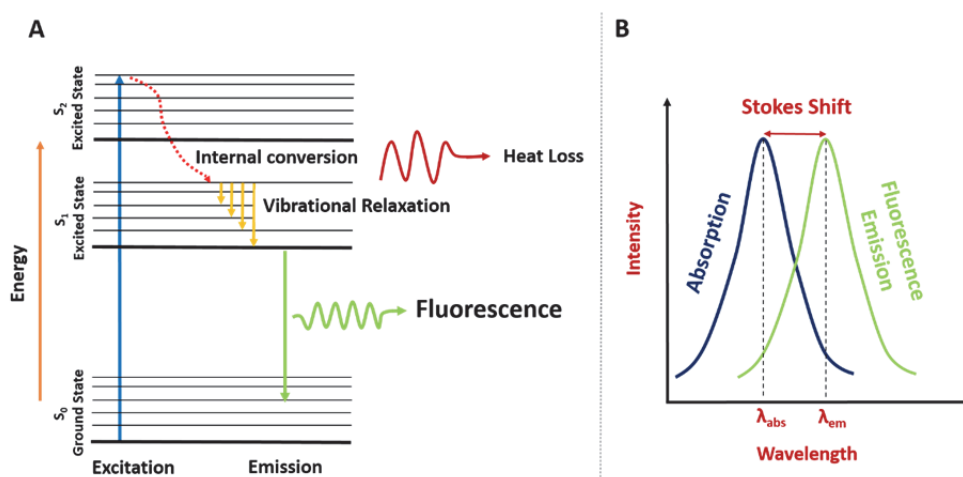 A
S2
Excited State
Internal conversion
Heat Loss
S1
Excited State
Vibrational Relaxation
Energy
Fluorescence
S0
Ground State
Excitation
Emission
B
Stokes Shift
Intensity
Absorption
Fluorescence
Emission
λabs
λem
Wavelength